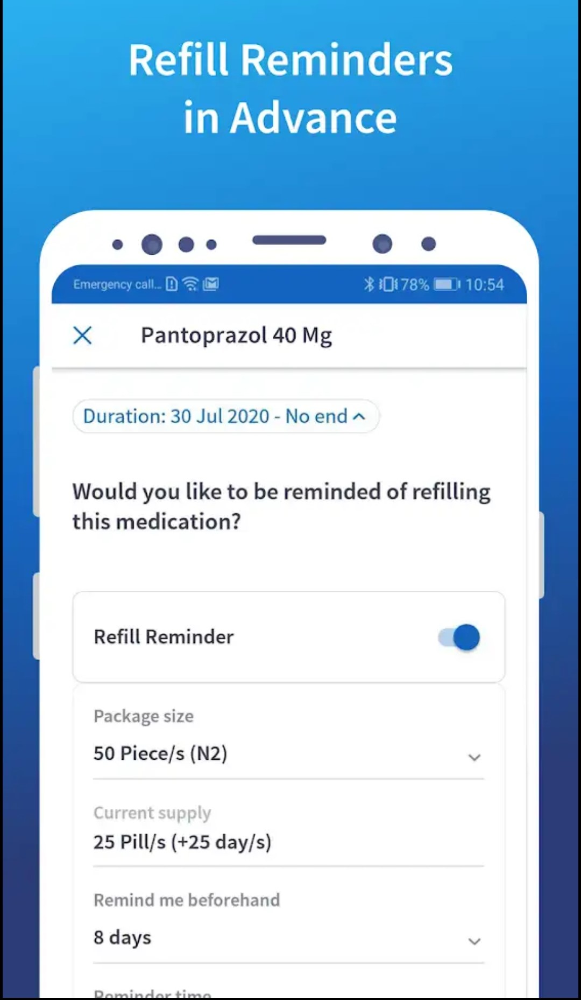 Refill Reminders
in Advance
Emergency call... 78% 10:54
Pantoprazol 40 Mg
Duration: 30 Jul 2020 - No end
Would you like to be reminded of refilling
this medication?
Refill Reminder
Package size
50 Piece/s (N2)
Current supply
25 Pill/s (+25 day/s)
Remind me beforehand
8 days
Reminder time